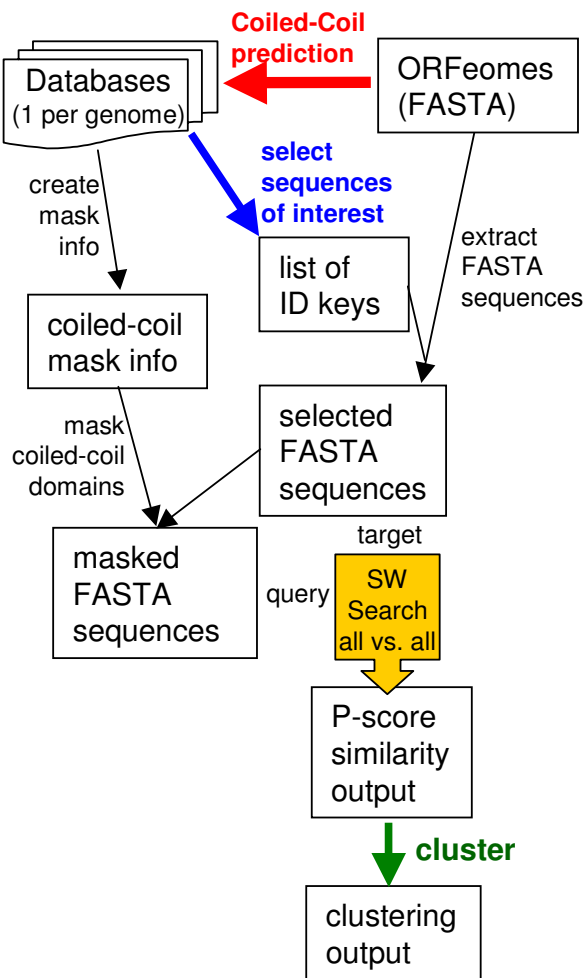 Coiled-Coil
prediction
Databases
(1 per genome)
ORFeomes
(FASTA)
select
sequences
of interest
create
mask
info
extract
FASTA
sequences
list of
ID keys
coiled-coil
mask info
mask
coiled-coil
domains
selected
FASTA
sequences
target
masked
FASTA
sequences
query
SW
Search
all vs. all
P-score
similarity
output
cluster
clustering
output